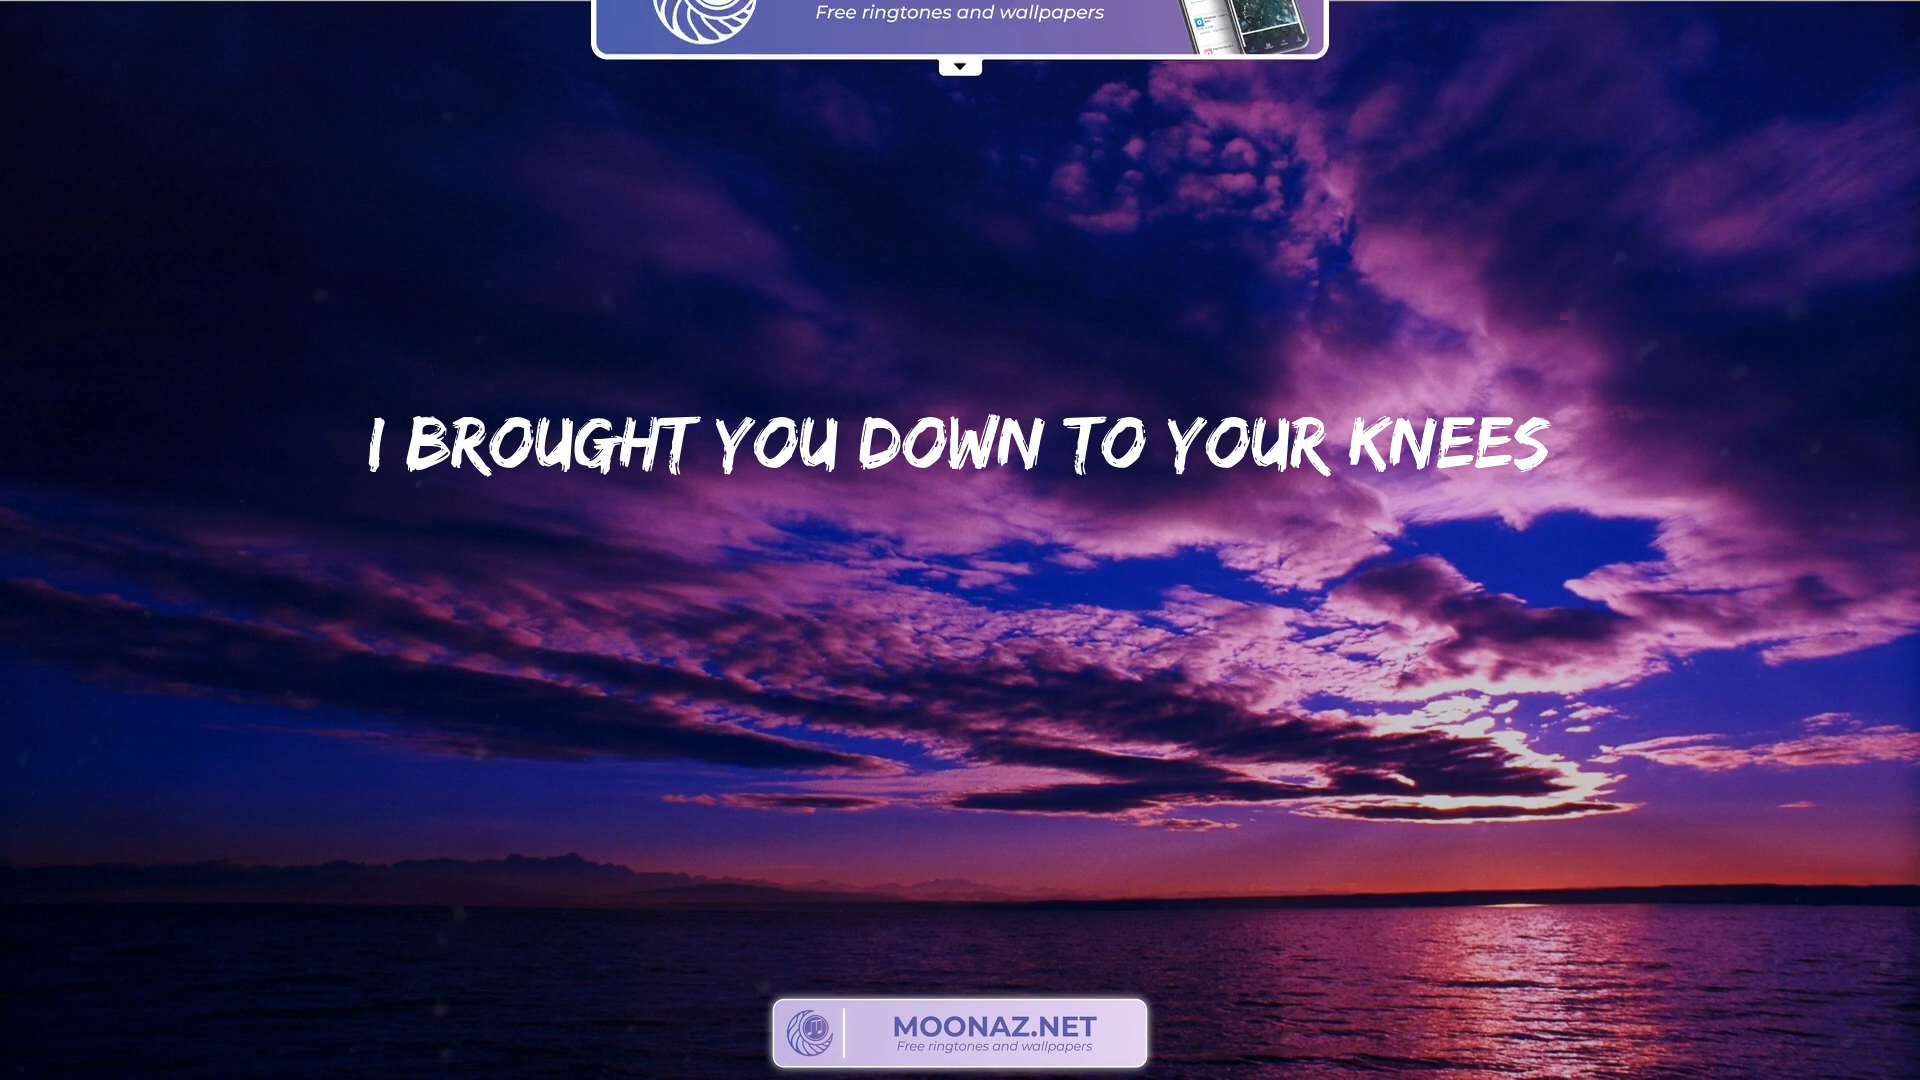 Free ringtones and wallpapers
I BROUGHT YOU DOWN TO YOUR KNEES
MOONAZ.NET
Free ringtones and wallpapers